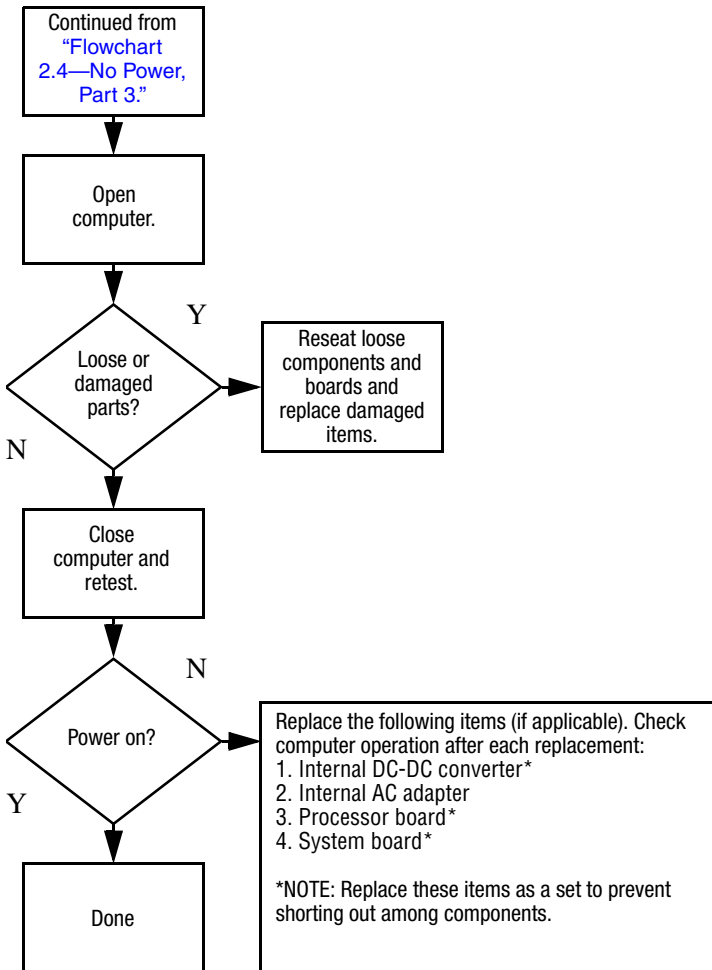 Continued from
“Flowchart
2.4—No Power,
Part 3.”
Open
computer.
Y
Loose or
damaged
parts?
Reseat loose
components and
boards and
replace damaged
items.
N
Close
computer and
retest.
N
Power on?
Replace the following items (if applicable). Check
computer operation after each replacement:
1. Internal DC-DC converter*
2. Internal AC adapter
3. Processor board*
4. System board*
*NOTE: Replace these items as a set to prevent
shorting out among components.
Y
Done